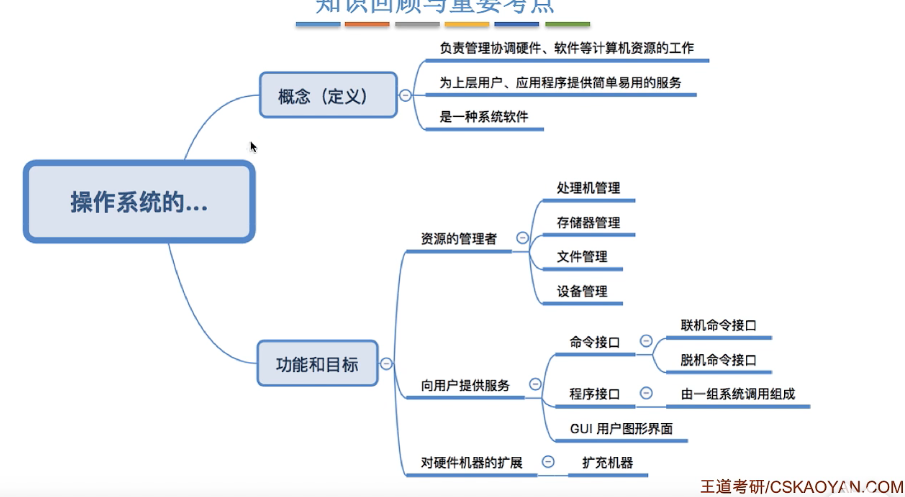 知识回顾与重要考点
负责管理协调硬件、软件等计算机资源的工作
为上层用户、应用程序提供简单易用的服务
概念（定义）
是一种系统软件
操作系统的...
处理机管理
存储器管理
资源的管理者
文件管理
设备管理
联机命令接口
命令接口
脱机命令接口
功能和目标
向用户提供服务
程序接口
由一组系统调用组成
GUI 用户图形界面
对硬件机器的扩展
扩充机器
王道考研/CSKAOYAN.COM